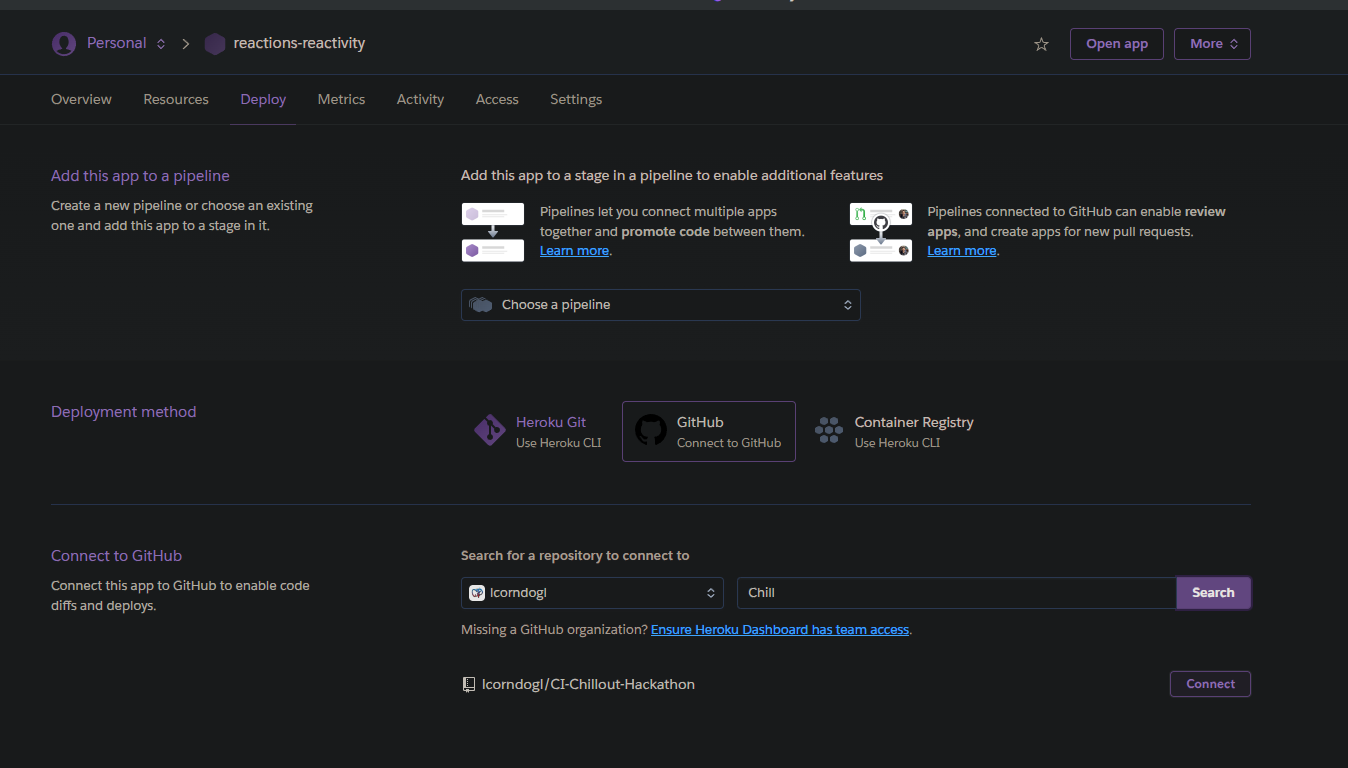 Personal
reactions-reactivity
Open app
More
Overview
Resources
Deploy
Metrics
Activity
Access
Settings
Add this app to a pipeline
Create a new pipeline or choose an existing
one and add this app to a stage in it.
Add this app to a stage in a pipeline to enable additional features
Pipelines let you connect multiple apps
together and promote code between them.
Learn more.
Pipelines connected to GitHub can enable review
apps, and create apps for new pull requests.
Learn more.
Choose a pipeline
Deployment method
Heroku Git
Use Heroku CLI
GitHub
Connect to GitHub
Container Registry
Use Heroku CLI
Connect to GitHub
Connect this app to GitHub to enable code
diffs and deploys.
Search for a repository to connect to
lcorndogl
Chill
Search
Missing a GitHub organization? Ensure Heroku Dashboard has team access.
lcorndogl/CI-Chillout-Hackathon
Connect